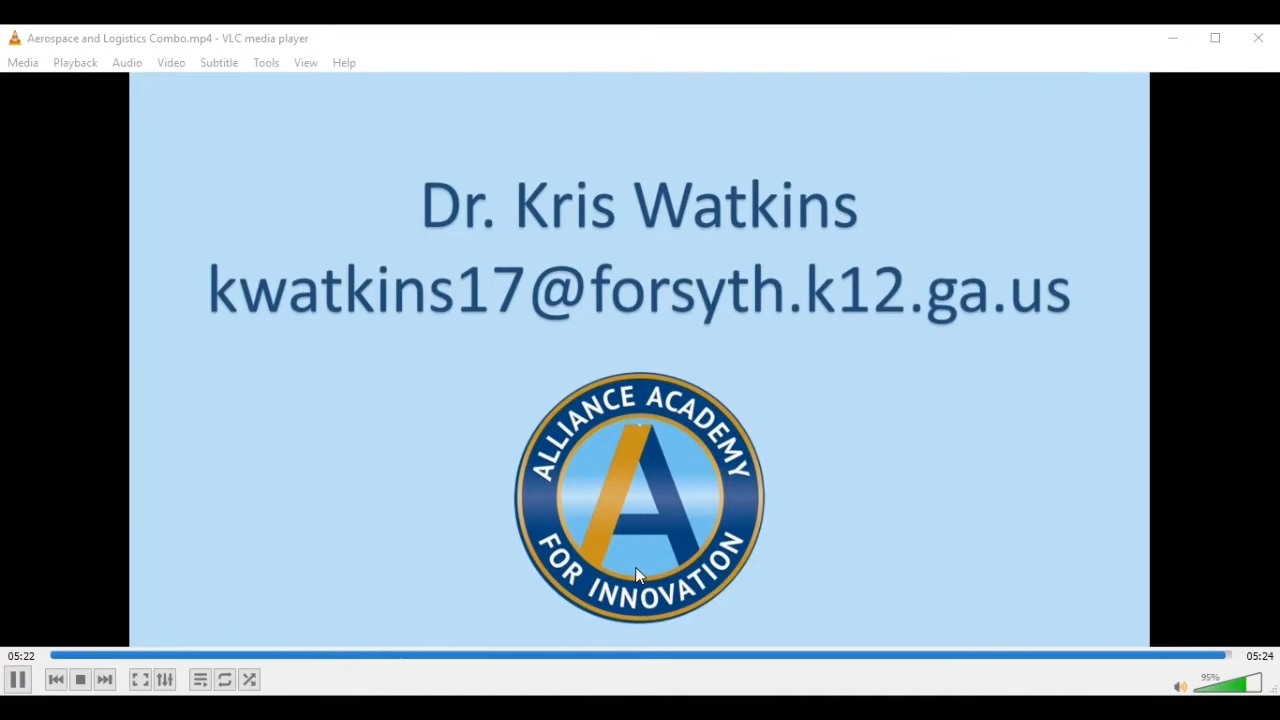 Aerospace and Logistics Combo.mp4 - VLC media player
Media Playback Audio Video Subtitle Tools View Help
Dr. Kris Watkins
kwatkins17@forsyth.k12.ga.us
ALLIANCE ACADEMY
A
FOR INNOVATION
05:22 05:24
95%